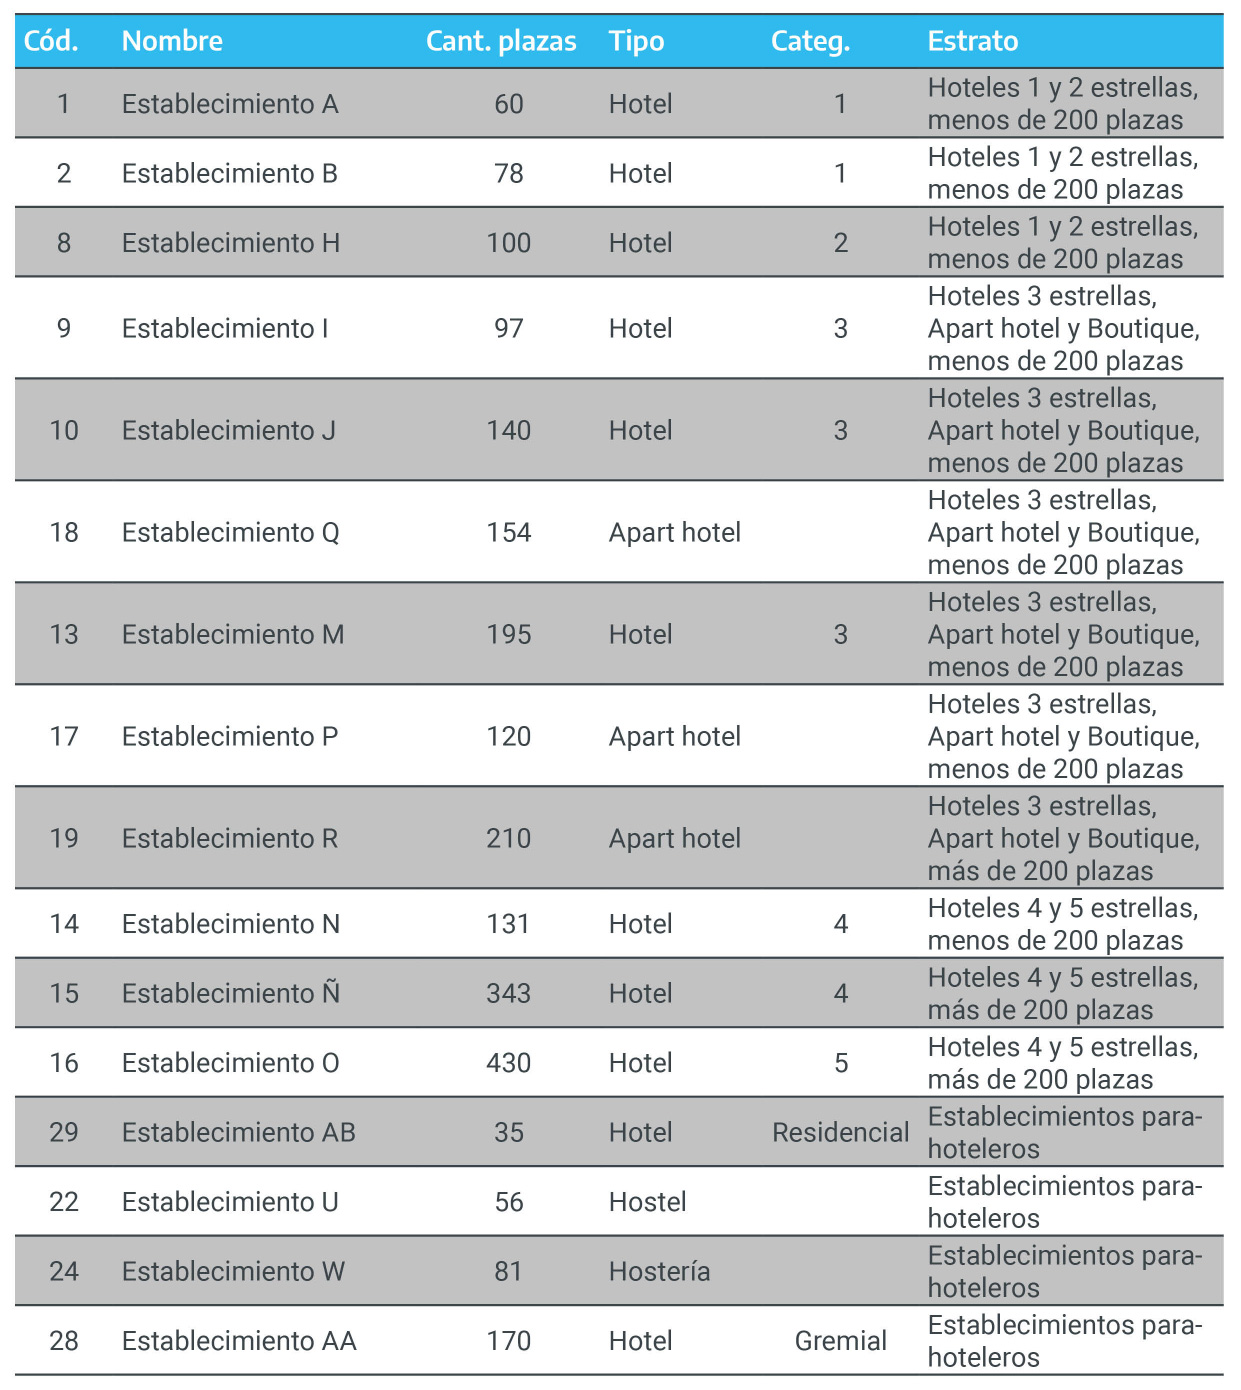 Cód. Nombre Cant. plazas Tipo Categ. Estrato
1 Establecimiento A 60 Hotel 1 Hoteles 1 y 2 estrellas,
menos de 200 plazas
2 Establecimiento B 78 Hotel 1 Hoteles 1 y 2 estrellas,
menos de 200 plazas
8 Establecimiento H 100 Hotel 2 Hoteles 1 y 2 estrellas,
menos de 200 plazas
9 Establecimiento I 97 Hotel 3 Hoteles 3 estrellas,
Apart hotel y Boutique,
menos de 200 plazas
10 Establecimiento J 140 Hotel 3 Hoteles 3 estrellas,
Apart hotel y Boutique,
menos de 200 plazas
18 Establecimiento Q 154 Apart hotel Hoteles 3 estrellas,
Apart hotel y Boutique,
menos de 200 plazas
13 Establecimiento M 195 Hotel 3 Hoteles 3 estrellas,
Apart hotel y Boutique,
menos de 200 plazas
17 Establecimiento P 120 Apart hotel Hoteles 3 estrellas,
Apart hotel y Boutique,
menos de 200 plazas
19 Establecimiento R 210 Apart hotel Hoteles 3 estrellas,
Apart hotel y Boutique,
más de 200 plazas
14 Establecimiento N 131 Hotel 4 Hoteles 4 y 5 estrellas,
menos de 200 plazas
15 Establecimiento Ñ 343 Hotel 4 Hoteles 4 y 5 estrellas,
más de 200 plazas
16 Establecimiento O 430 Hotel 5 Hoteles 4 y 5 estrellas,
más de 200 plazas
29 Establecimiento AB 35 Hotel Residencial Establecimientos para-
hoteleros
22 Establecimiento U 56 Hostel Establecimientos para-
hoteleros
24 Establecimiento W 81 Hostería Establecimientos para-
hoteleros
28 Establecimiento AA 170 Hotel Gremial Establecimientos para-
hoteleros